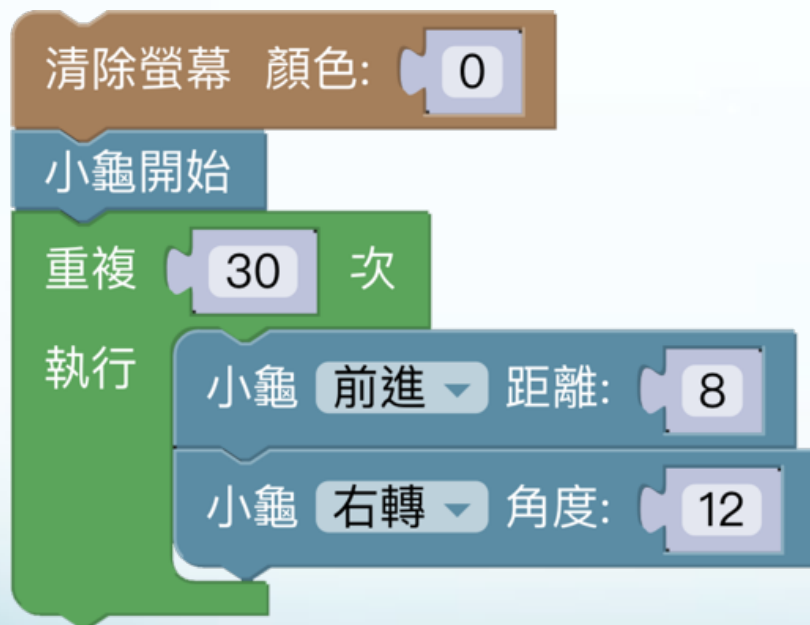 清除螢幕 顏色: 0
小龜開始
重複 30 次
執行
小龜 前進 距離: 8
小龜 右轉 角度: 12